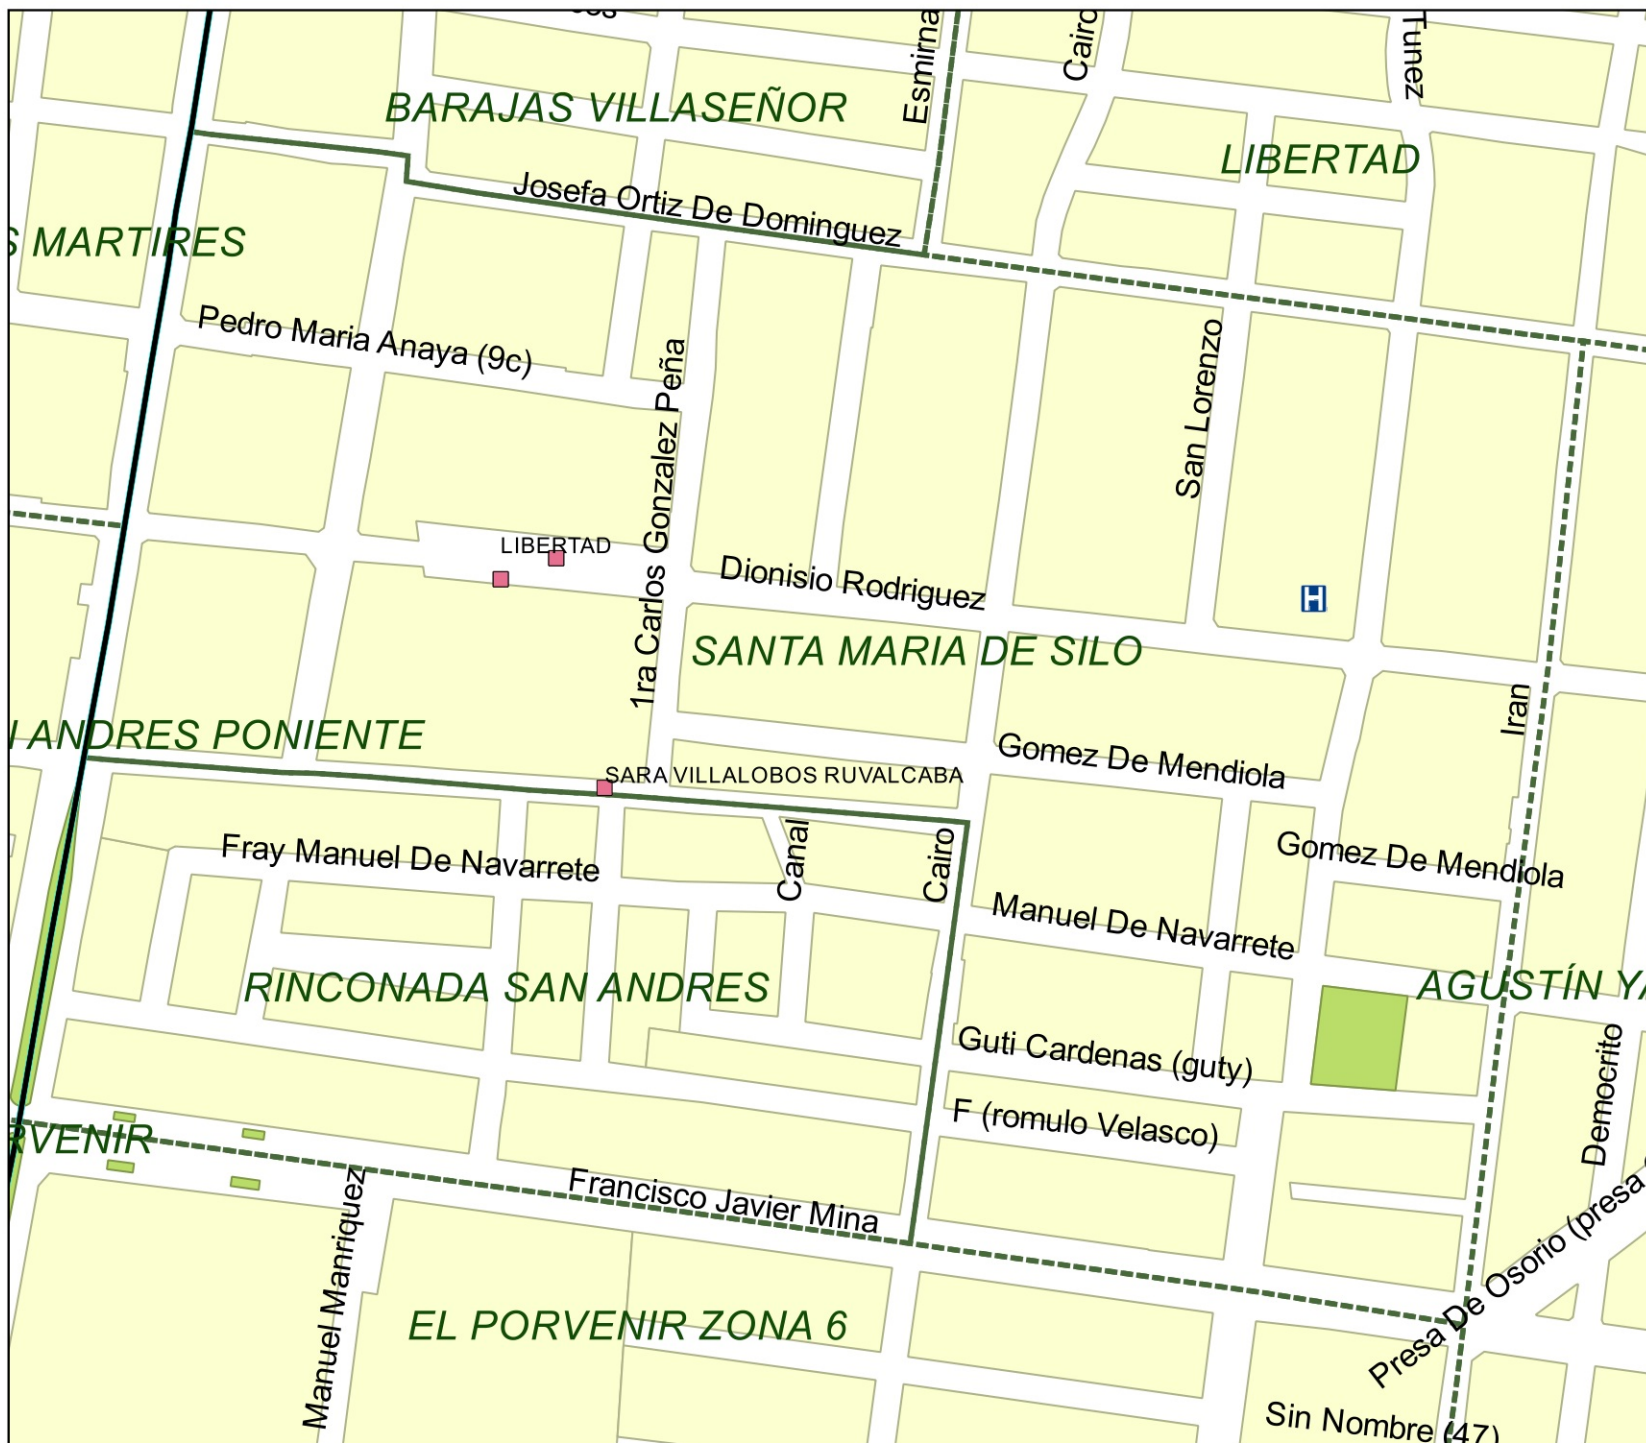 Esmirna
Cairo
Tunez
BARAJAS VILLASEÑOR
LIBERTAD
Josefa Ortiz De Dominguez
S MARTIRES
Pedro Maria Anaya (9c)
1ra Carlos Gonzalez Peña
San Lorenzo
LIBERTAD
Dionisio Rodriguez
H
SANTA MARIA DE SILO
Iran
ANDRES PONIENTE
Gomez De Mendiola
SARA VILLALOBOS RUVALCABA
Fray Manuel De Navarrete
Canal
Cairo
Gomez De Mendiola
Manuel De Navarrete
RINCONADA SAN ANDRES
AGUSTÍN YA
Guti Cardenas (guty)
Democrito
F (romulo Velasco)
RVENIR
Francisco Javier Mina
Manuel Manriquez
Presa De Osorio (presa
EL PORVENIR ZONA 6
Sin Nombre (47)